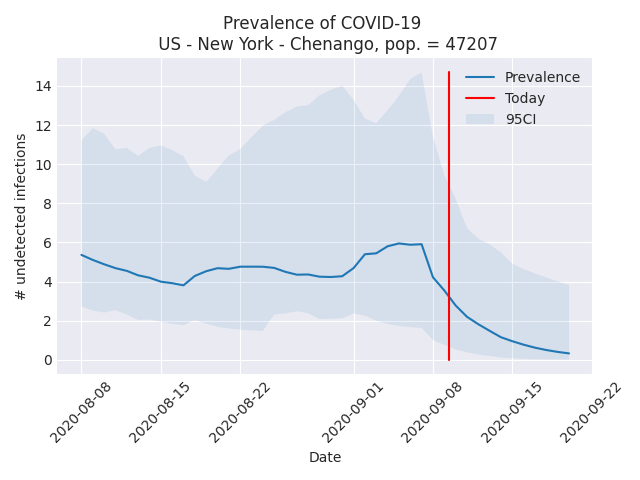 Prevalence of COVID-19
US - New York - Chenango, pop. = 47207
Prevalence
Today
95CI
# undetected infections
14
12
10
8
6
4
2
0
2020-08-08
2020-08-15
2020-08-22
2020-09-01
2020-09-08
2020-09-15
2020-09-22
Date